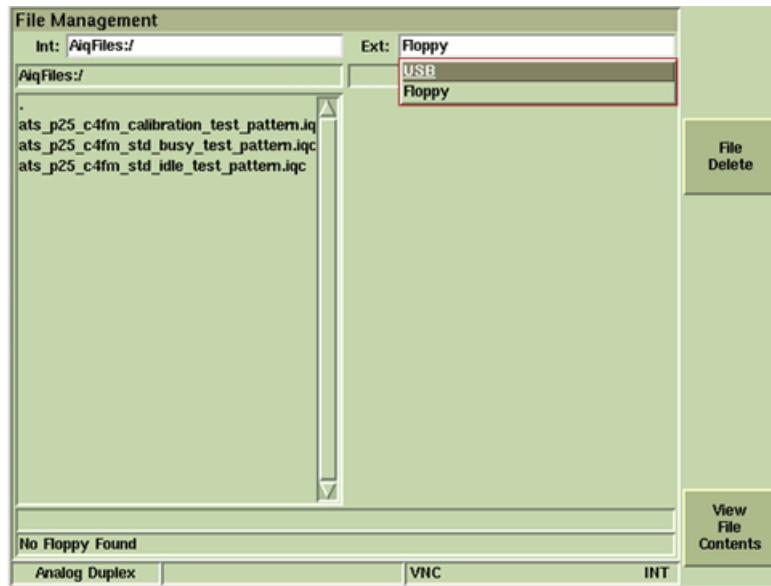 File Management
Int: AiqFiles:/ Ext: Floppy
AiqFiles:/
USB
Floppy
.
ats_p25_c4fm_calibration_test_pattern.iq
ats_p25_c4fm_std_busy_test_pattern.iqc
ats_p25_c4fm_std_idle_test_pattern.iqc
File
Delete
View
File
Contents
No Floppy Found
Analog Duplex VNC INT